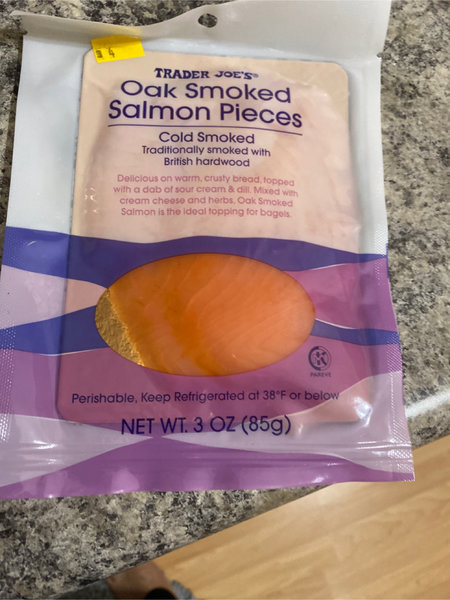 TRADER JOE'S®
Oak Smoked
Salmon Pieces
Cold Smoked
Traditionally smoked with
British hardwood
Delicious on warm, crusty bread, topped
with a dab of sour cream & dill. Mixed with
cream cheese and herbs, Oak Smoked
Salmon is the ideal topping for bagels.
K
PAREVE
Perishable, Keep Refrigerated at 38°F or below
NET WT. 3 OZ (85g)